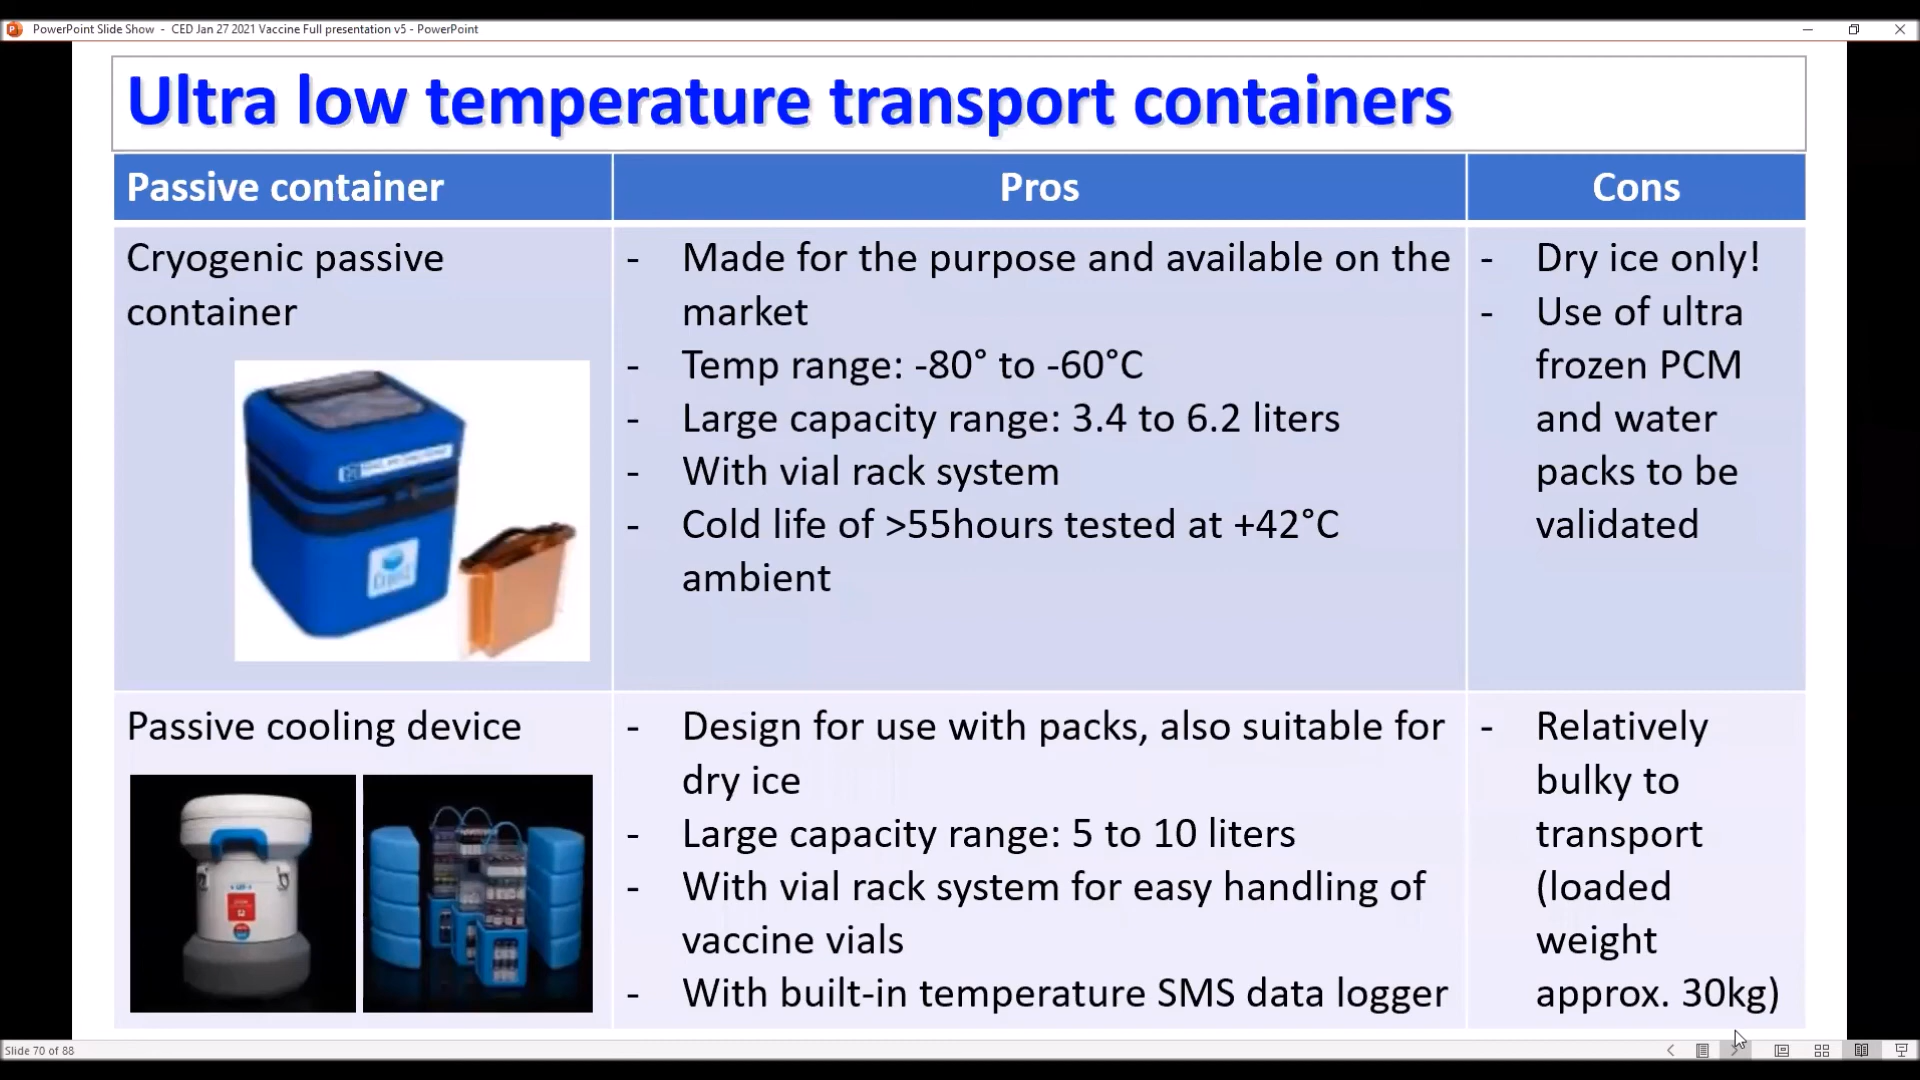 PowerPoint Slide Show - CED Jan 27 2021 Vaccine Full presentation v5 - PowerPoint
Ultra low temperature transport containers
Passive container
Pros
Cons
Cryogenic passive
container
- Made for the purpose and available on the
market
- Temp range: -80° to -60°C
- Large capacity range: 3.4 to 6.2 liters
- With vial rack system
- Cold life of >55hours tested at +42°C
ambient
- Dry ice only!
- Use of ultra
frozen PCM
and water
packs to be
validated
Passive cooling device
- Design for use with packs, also suitable for
dry ice
- Large capacity range: 5 to 10 liters
- With vial rack system for easy handling of
vaccine vials
- With built-in temperature SMS data logger
- Relatively
bulky to
transport
(loaded
weight
approx. 30kg)
Slide 70 of 88